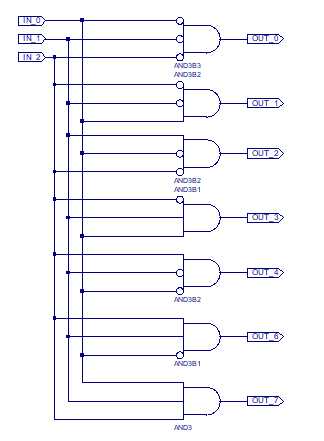 IN_0
IN_1
IN_2
OUT_0
AND3B3
AND3B2
OUT_1
OUT_2
AND3B2
AND3B1
OUT_3
OUT_4
AND3B2
OUT_6
AND3B1
OUT_7
AND3